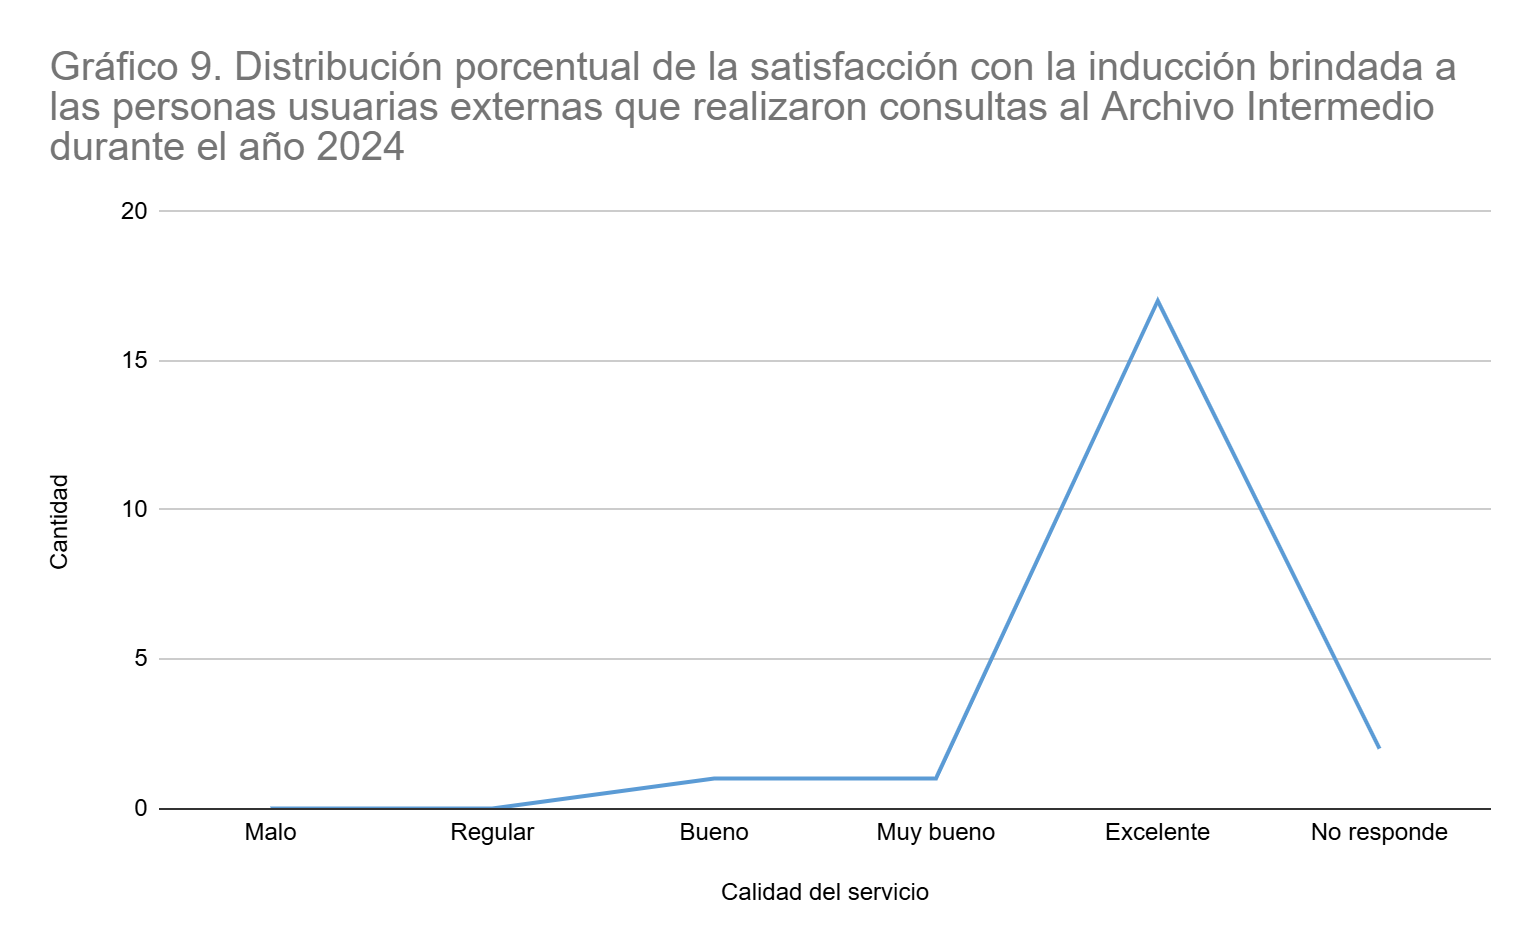 Gráfico 9. Distribución porcentual de la satisfacción con la inducción brindada a
las personas usuarias externas que realizaron consultas al Archivo Intermedio
durante el año 2024
20
15
10
5
0
Cantidad
Malo Regular Bueno Muy bueno Excelente No responde
Calidad del servicio